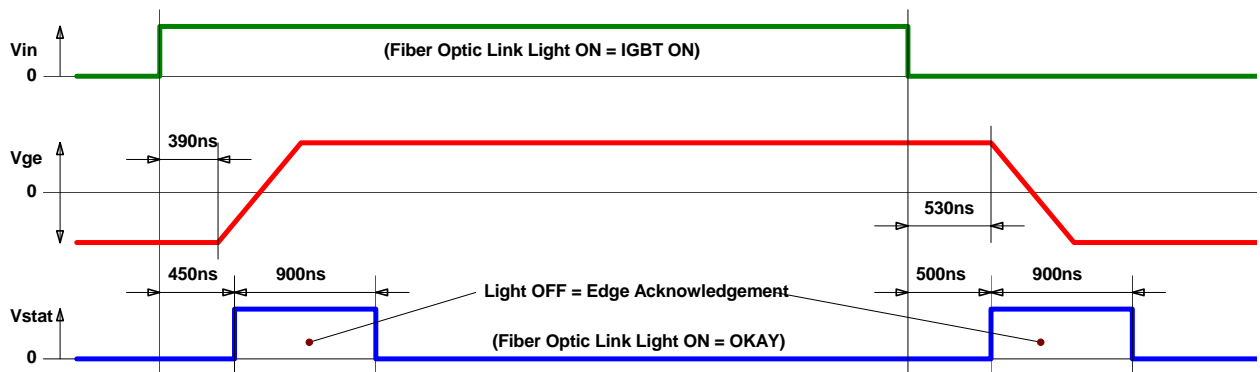 Vin
0
(Fiber Optic Link Light ON = IGBT ON)
390ns
Vge
0
530ns
450ns
900ns
500ns
900ns
Light OFF = Edge Acknowledgement
Vstat
(Fiber Optic Link Light ON = OKAY)
0